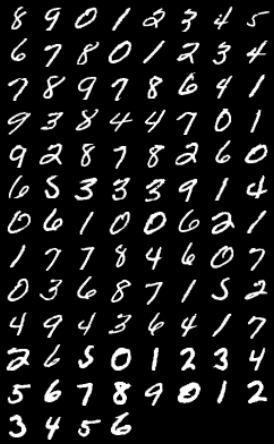 8 9 0 1 2 3 4 5
6 7 8 0 1 2 3 4
7 8 9 7 8 6 4 1
9 3 8 4 4 7 0 1
9 2 8 7 8 2 6 0
6 5 3 3 3 9 1 4
0 6 1 0 0 6 2 1
1 7 7 8 4 6 0 7
0 3 6 8 7 1 5 2
4 9 4 3 6 4 1 7
2 6 5 0 1 2 3 4
5 6 7 8 9 0 1 2
3 4 5 6